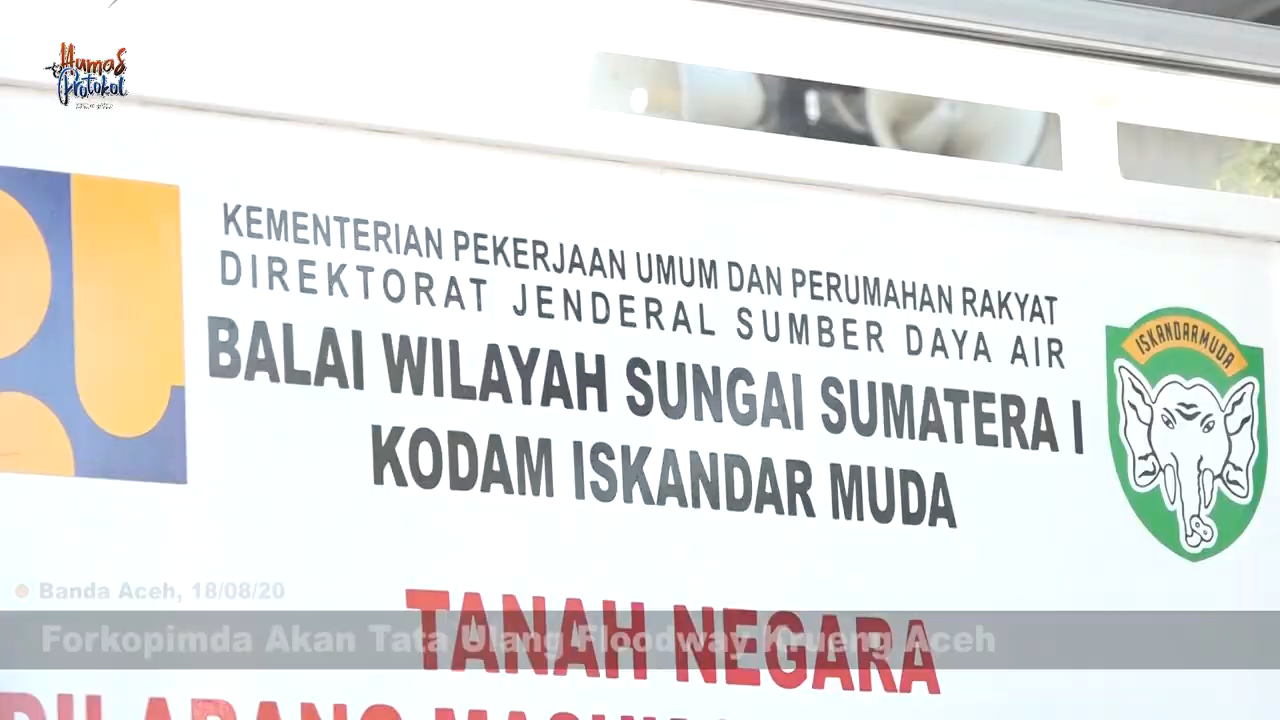 Humas
Protokol
KEMENTERIAN PEKERJAAN UMUM DAN PERUMAHAN RAKYAT
DIREKTORAT JENDERAL SUMBER DAYA AIR
BALAI WILAYAH SUNGAI SUMATERA I
KODAM ISKANDAR MUDA
ISKANDARMUDA
Banda Aceh, 18/08/20
TANAH NEGARA
Forkopimda Akan Tata Ulang Floodway Krueng Aceh